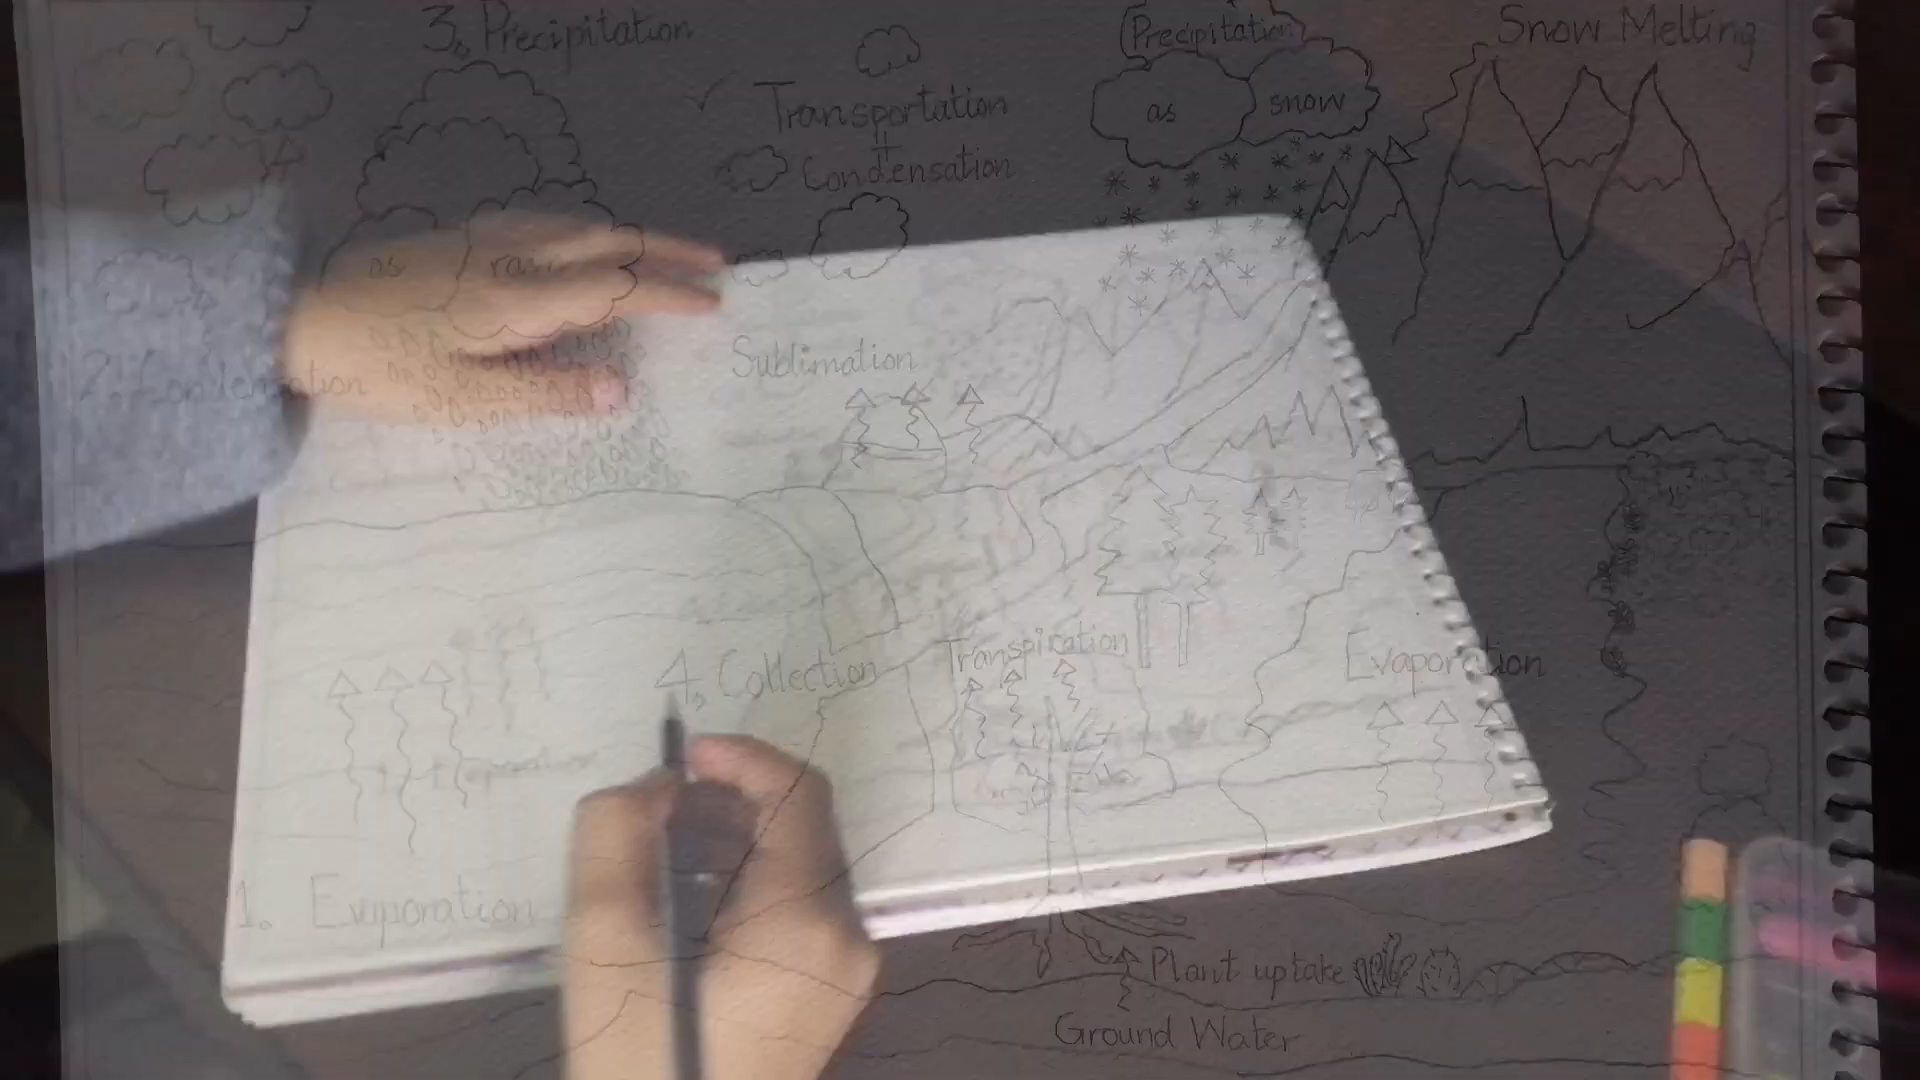 3. Precipitation
(Precipitation)
Snow Melting
Transportation
as
snow
Condensation
as
rain
2. Condensation
Sublimation
Transpiration
4. Collection
Evaporation
1. Evaporation
Plant uptake
Ground Water